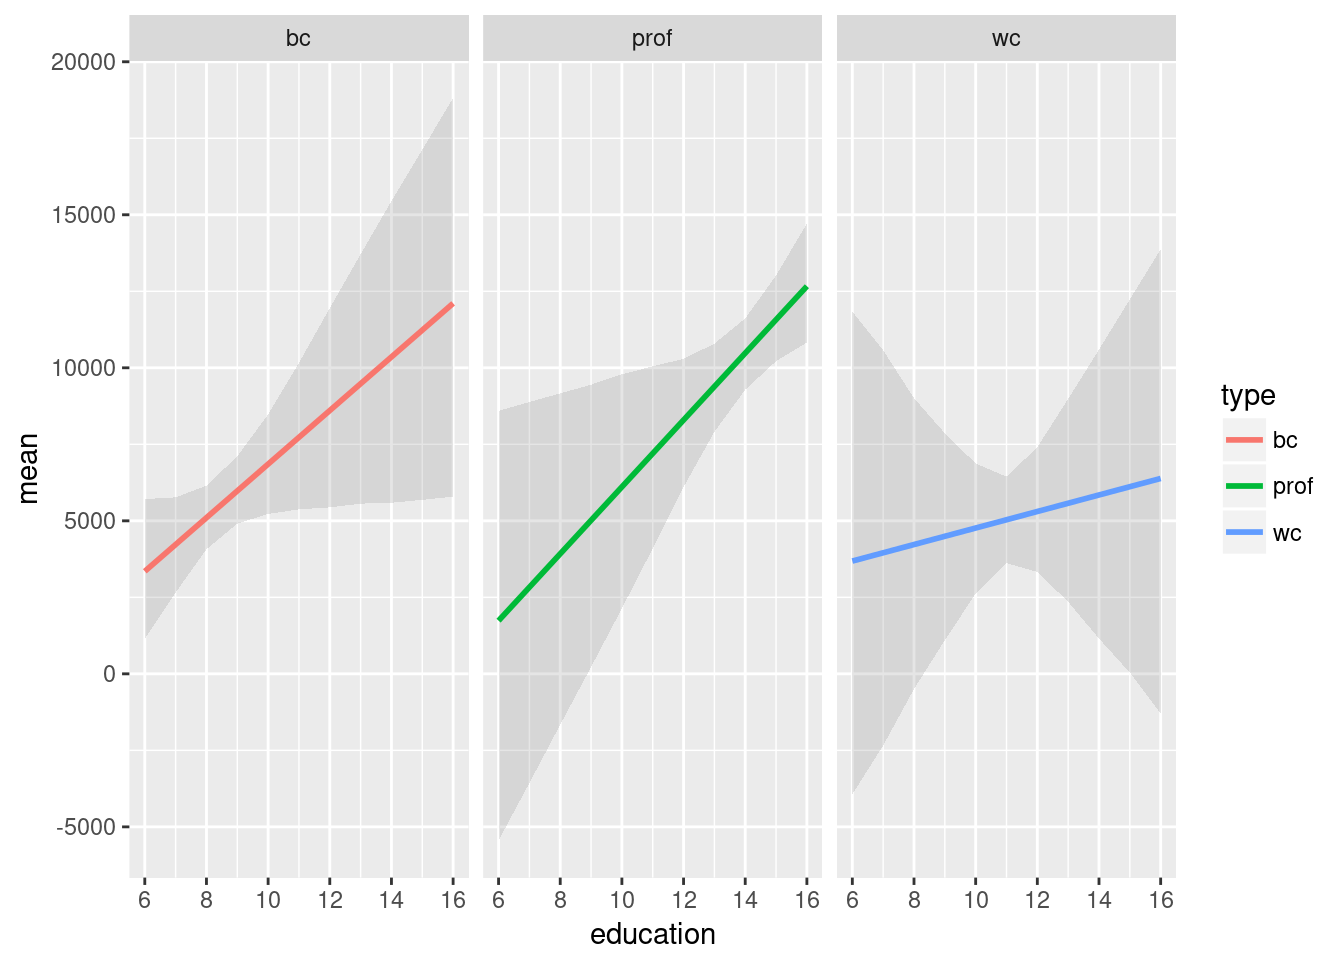 bc prof wc
20000
15000
10000
5000
0
-5000
mean
6 8 10 12 14 16 6 8 10 12 14 16 6 8 10 12 14 16
education
type
bc
prof
wc